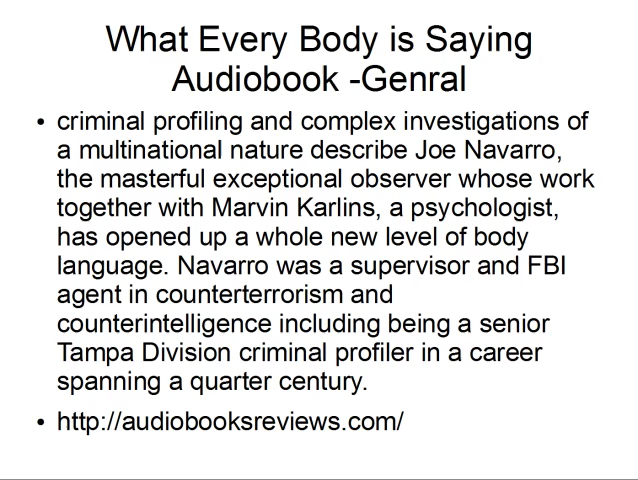 What Every Body is Saying
Audiobook -Genral
• criminal profiling and complex investigations of
a multinational nature describe Joe Navarro,
the masterful exceptional observer whose work
together with Marvin Karlins, a psychologist,
has opened up a whole new level of body
language. Navarro was a supervisor and FBI
agent in counterterrorism and
counterintelligence including being a senior
Tampa Division criminal profiler in a career
spanning a quarter century.
• http://audiobooksreviews.com/